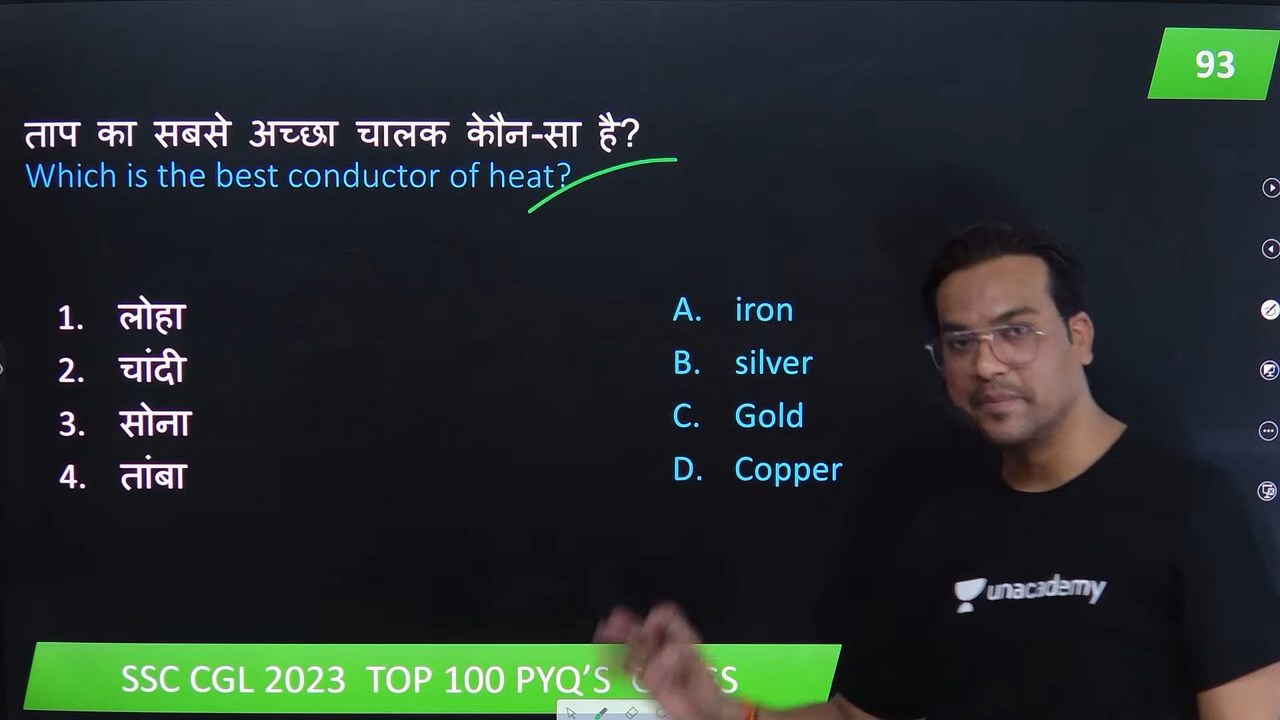 93
ताप का सबसे अच्छा चालक केौन-सा है?
Which is the best conductor of heat?
1. लोहा
2. चांदी
3. सोना
4. तांबा
A. iron
B. silver
C. Gold
D. Copper
unacademy
SSC CGL 2023 TOP 100 PYQ’S